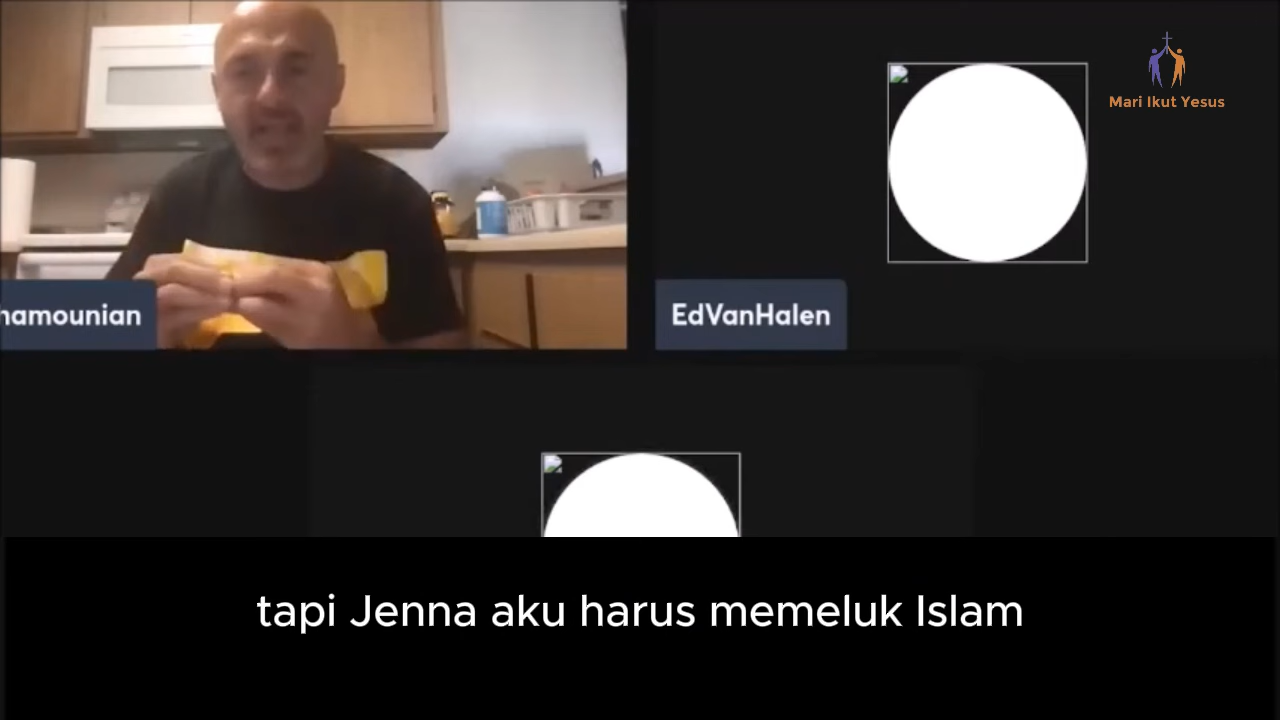 Mari Ikut Yesus
hamounian
EdVanHalen
tapi Jenna aku harus memeluk Islam